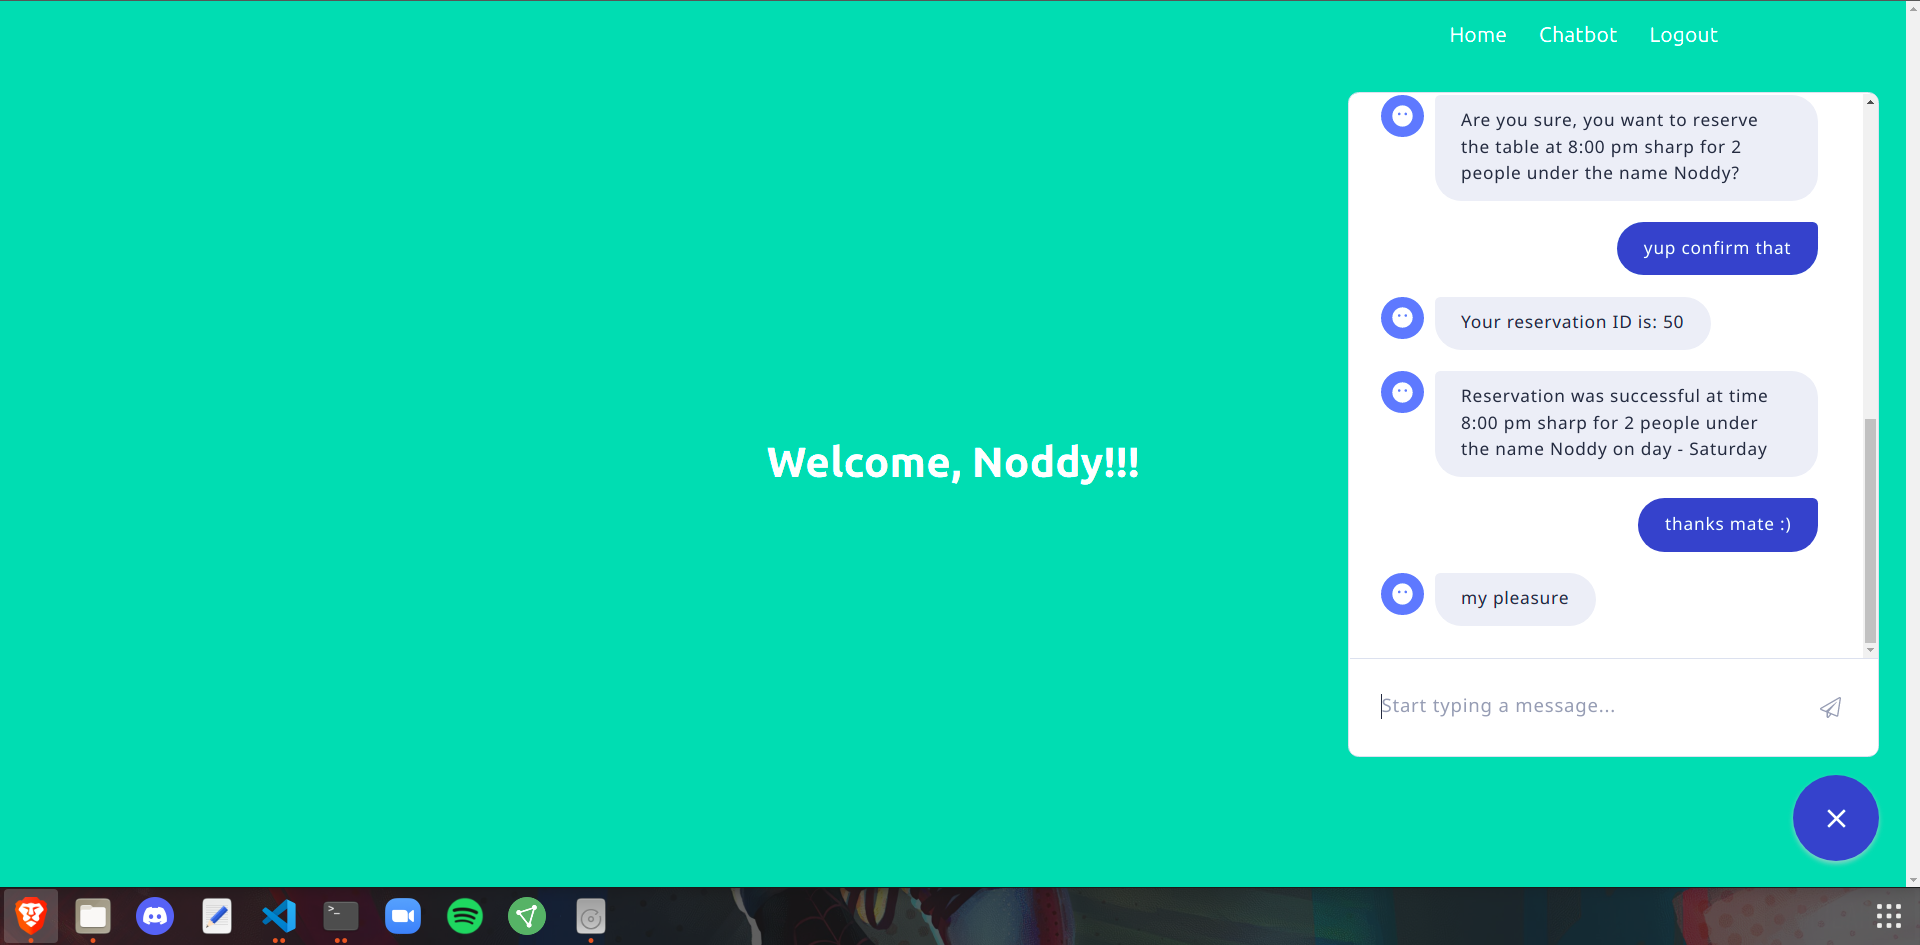 Home Chatbot Logout
Are you sure, you want to reserve
the table at 8:00 pm sharp for 2
people under the name Noddy?
yup confirm that
Your reservation ID is: 50
Reservation was successful at time
8:00 pm sharp for 2 people under
the name Noddy on day - Saturday
Welcome, Noddy!!!
thanks mate :)
my pleasure
Start typing a message...